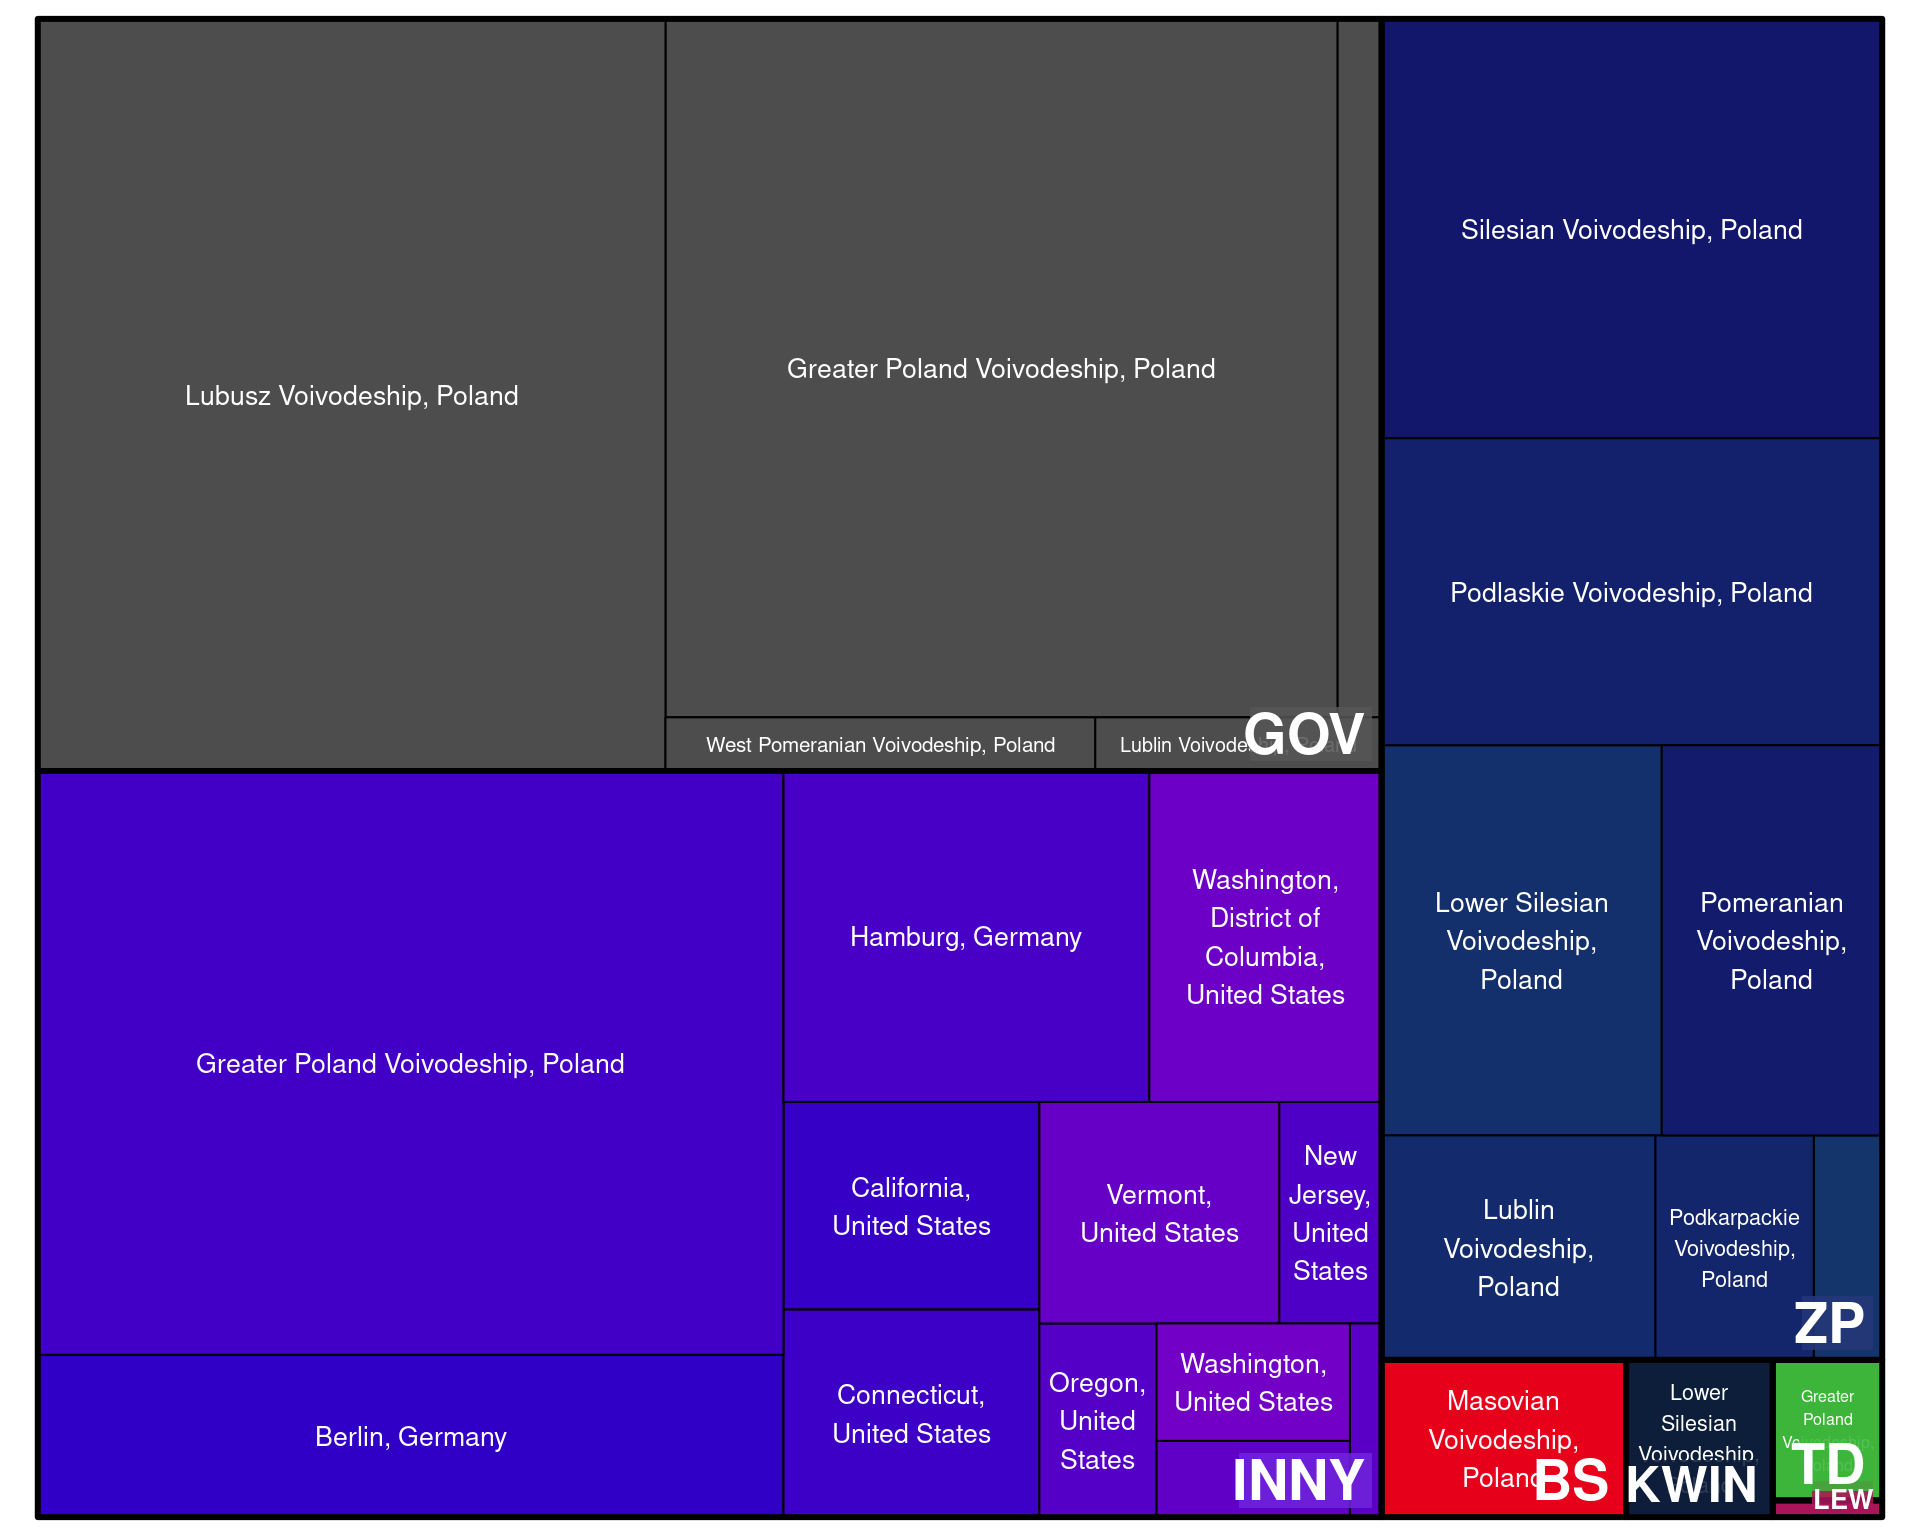 Lubusz Voivodeship, Poland
Greater Poland Voivodeship, Poland
West Pomeranian Voivodeship, Poland
Lublin Voivodeship, Poland
GOV
Silesian Voivodeship, Poland
Podlaskie Voivodeship, Poland
Lower Silesian
Voivodeship,
Poland
Pomeranian
Voivodeship,
Poland
Lublin
Voivodeship,
Poland
Podkarpackie
Voivodeship,
Poland
ZP
Greater Poland Voivodeship, Poland
Berlin, Germany
Hamburg, Germany
Washington,
District of
Columbia,
United States
California,
United States
Connecticut,
United States
Vermont,
United States
New
Jersey,
United
States
Oregon,
United
States
Washington,
United States
INNY
Masovian
Voivodeship,
Poland
BS
Lower
Silesian
Voivodeship,
KWIN
Greater
Poland
Voivodeship,
TD
LEW